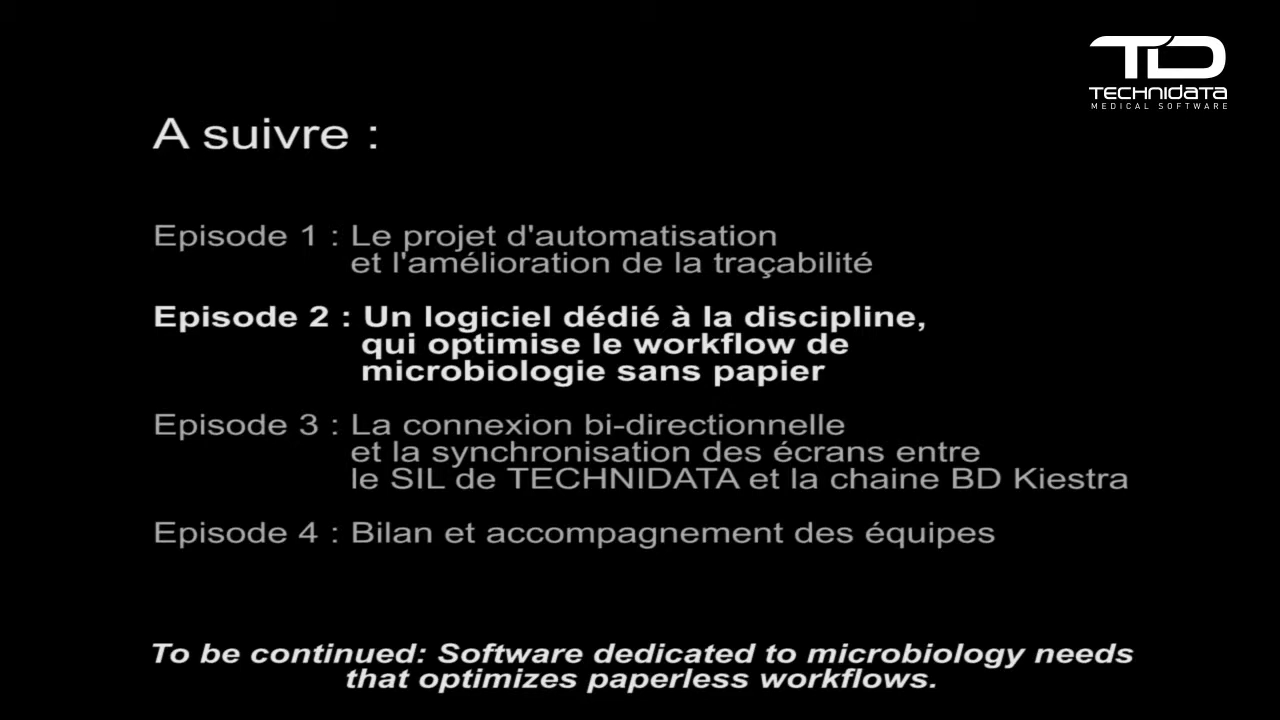 TD
TECHNIDATA
MEDICAL SOFTWARE
A suivre :
Episode 1 : Le projet d'automatisation
et l'amélioration de la traçabilité
Episode 2 : Un logiciel dédié à la discipline,
qui optimise le workflow de
microbiologie sans papier
Episode 3 : La connexion bi-directionnelle
et la synchronisation des écrans entre
le SIL de TECHNIDATA et la chaine BD Kiestra
Episode 4 : Bilan et accompagnement des équipes
To be continued: Software dedicated to microbiology needs
that optimizes paperless workflows.